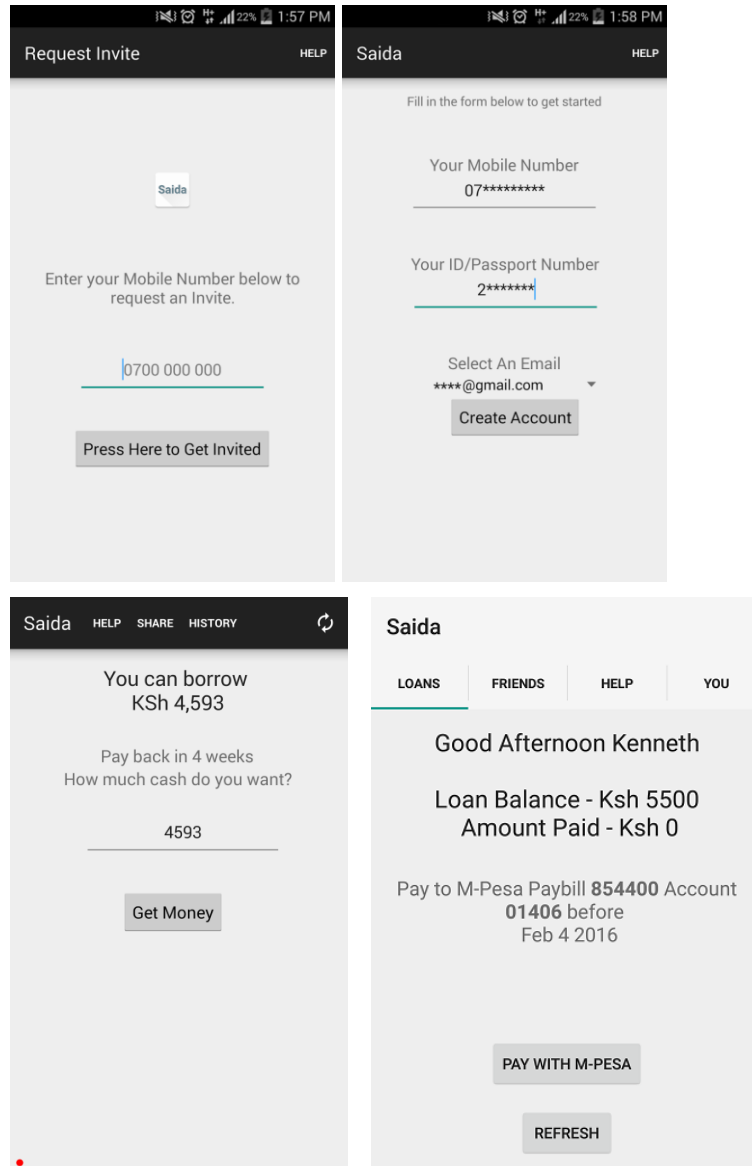 22% 1:57 PM
Request Invite HELP
Saida
Enter your Mobile Number below to
request an Invite.
0700 000 000
Press Here to Get Invited
22% 1:58 PM
Saida HELP
Fill in the form below to get started
Your Mobile Number
07*********
Your ID/Passport Number
2*******
Select An Email
****@gmail.com
Create Account
Saida HELP SHARE HISTORY
You can borrow
KSh 4,593
Pay back in 4 weeks
How much cash do you want?
4593
Get Money
Saida
LOANS FRIENDS HELP YOU
Good Afternoon Kenneth
Loan Balance - Ksh 5500
Amount Paid - Ksh 0
Pay to M-Pesa Paybill 854400 Account
01406 before
Feb 4 2016
PAY WITH M-PESA
REFRESH